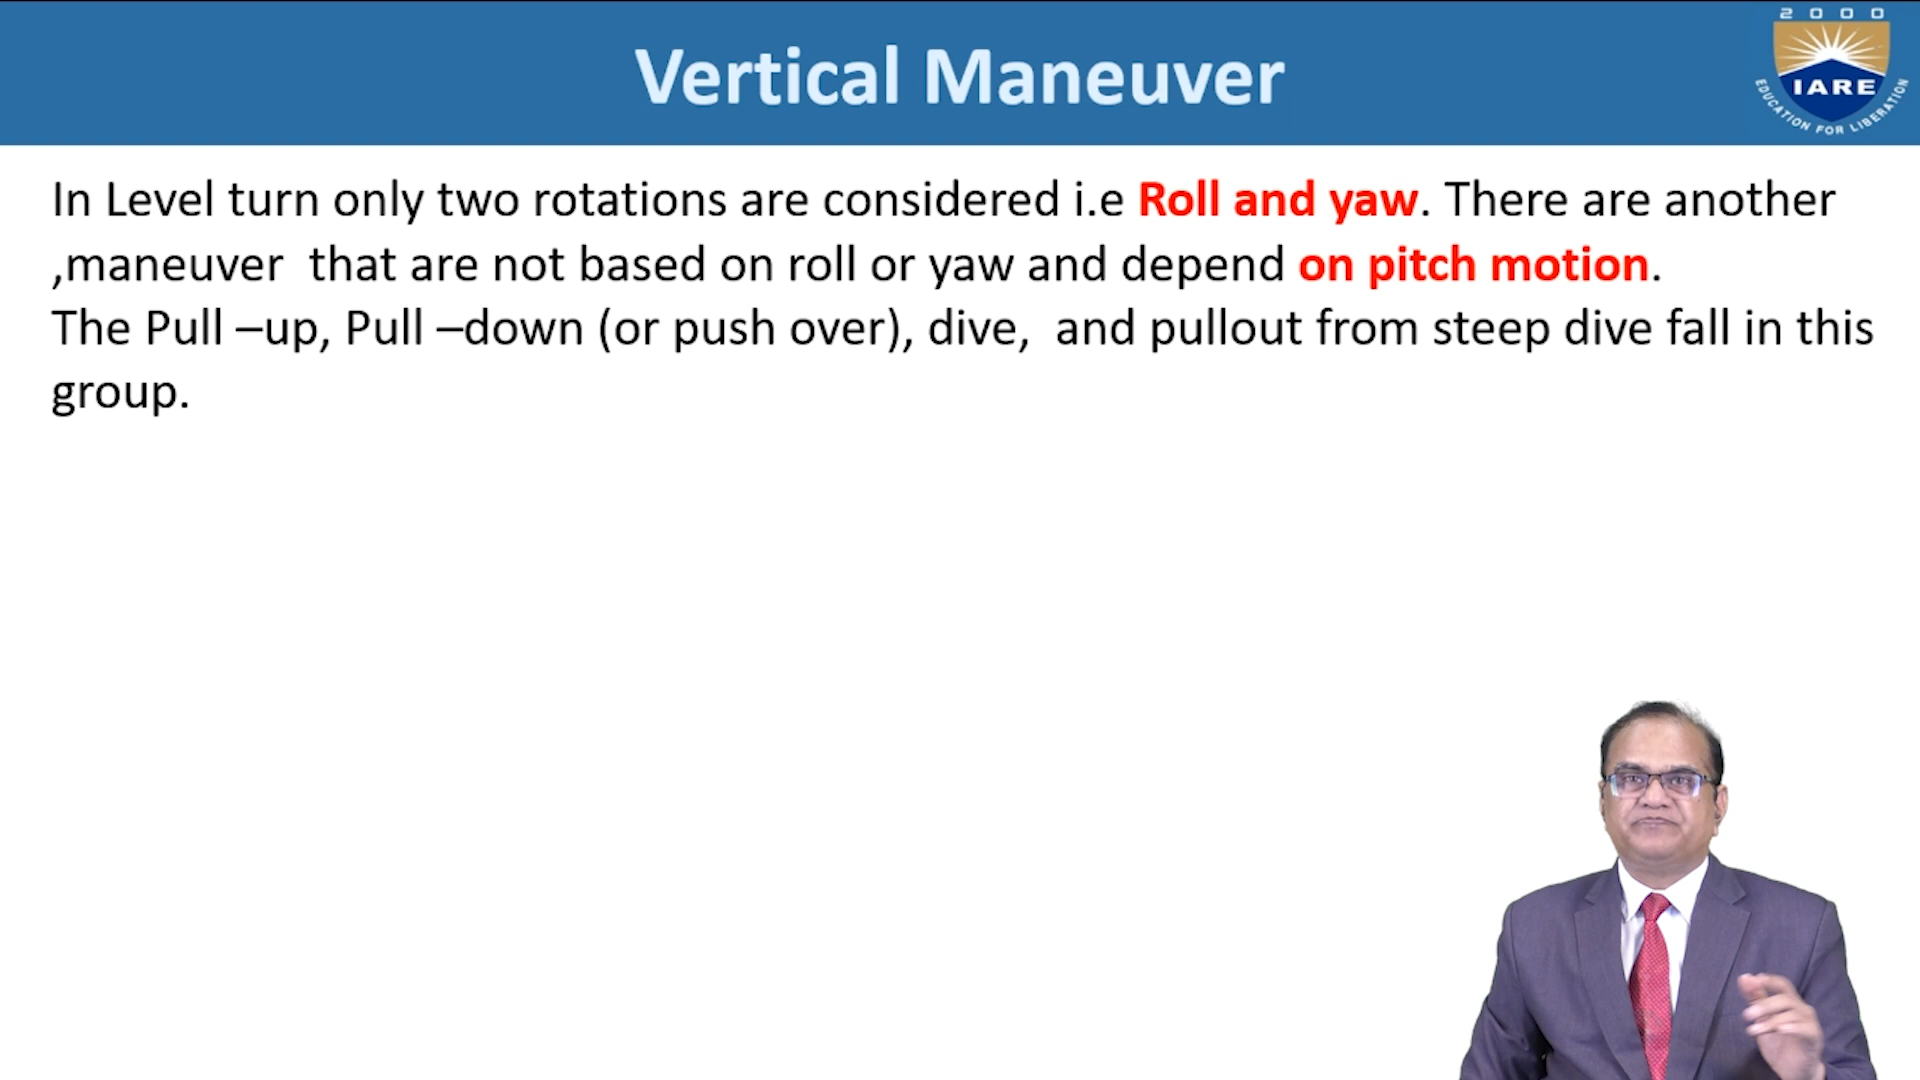 Vertical Maneuver
2000
IARE
EDUCATION FOR LIBERATION
In Level turn only two rotations are considered i.e Roll and yaw. There are another
,maneuver  that are not based on roll or yaw and depend on pitch motion.
The Pull –up, Pull –down (or push over), dive,  and pullout from steep dive fall in this
group.